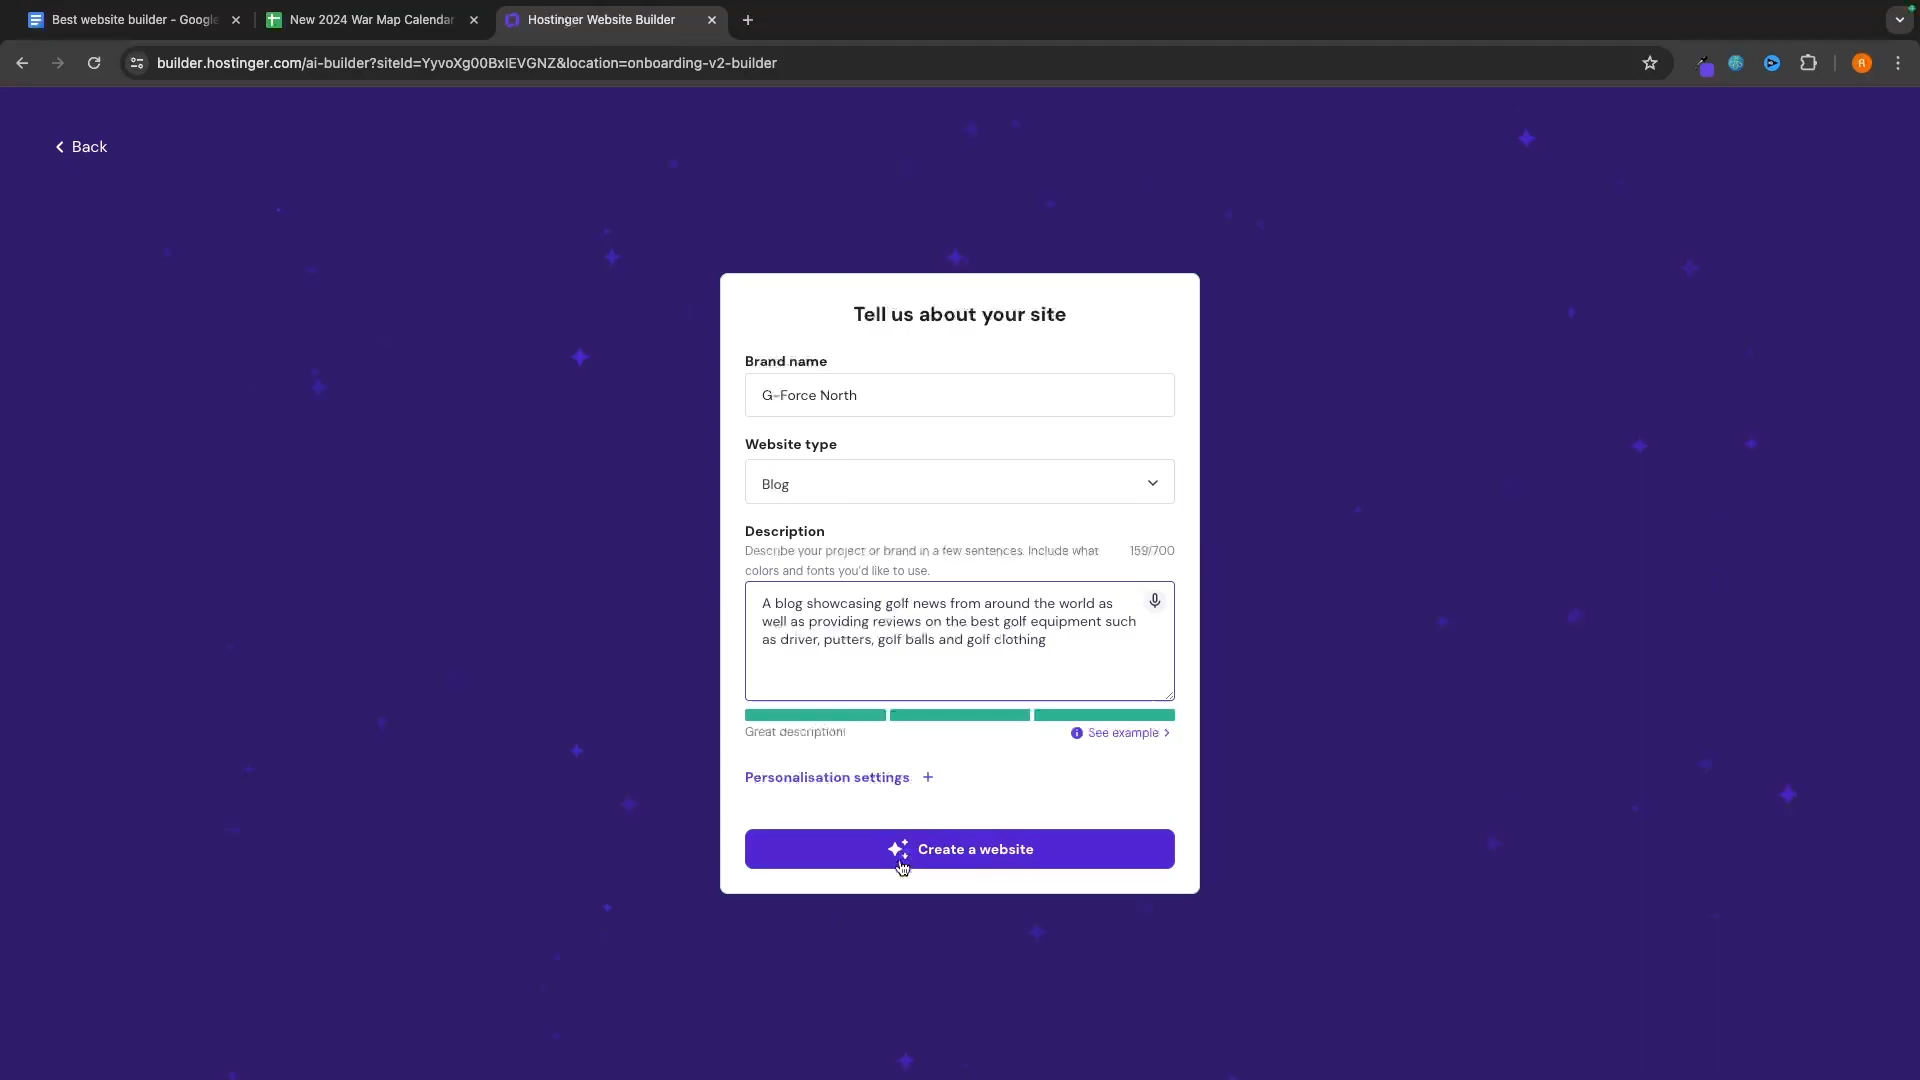 Best website builder - Google
New 2024 War Map Calendar
Hostinger Website Builder
builder.hostinger.com/ai-builder?siteId=YyvoXg00BxIEVGNZ&location=onboarding-v2-builder
R
Back
Tell us about your site
Brand name
G-Force North
Website type
Blog
Description
Describe your project or brand in a few sentences. Include what 159/700
colors and fonts you'd like to use.
A blog showcasing golf news from around the world as
well as providing reviews on the best golf equipment such
as driver, putters, golf balls and golf clothing
Great description!
See example
Personalisation settings +
Create a website